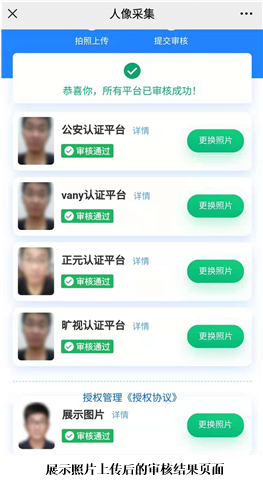 人像采集
拍照上传 提交审核
恭喜你，所有平台已审核成功！
公安认证平台 详情
审核通过
更换照片
vany认证平台 详情
审核通过
更换照片
正元认证平台 详情
审核通过
更换照片
旷视认证平台 详情
审核通过
更换照片
授权管理《授权协议》
展示图片 详情
审核通过
更换照片
展示照片上传后的审核结果页面